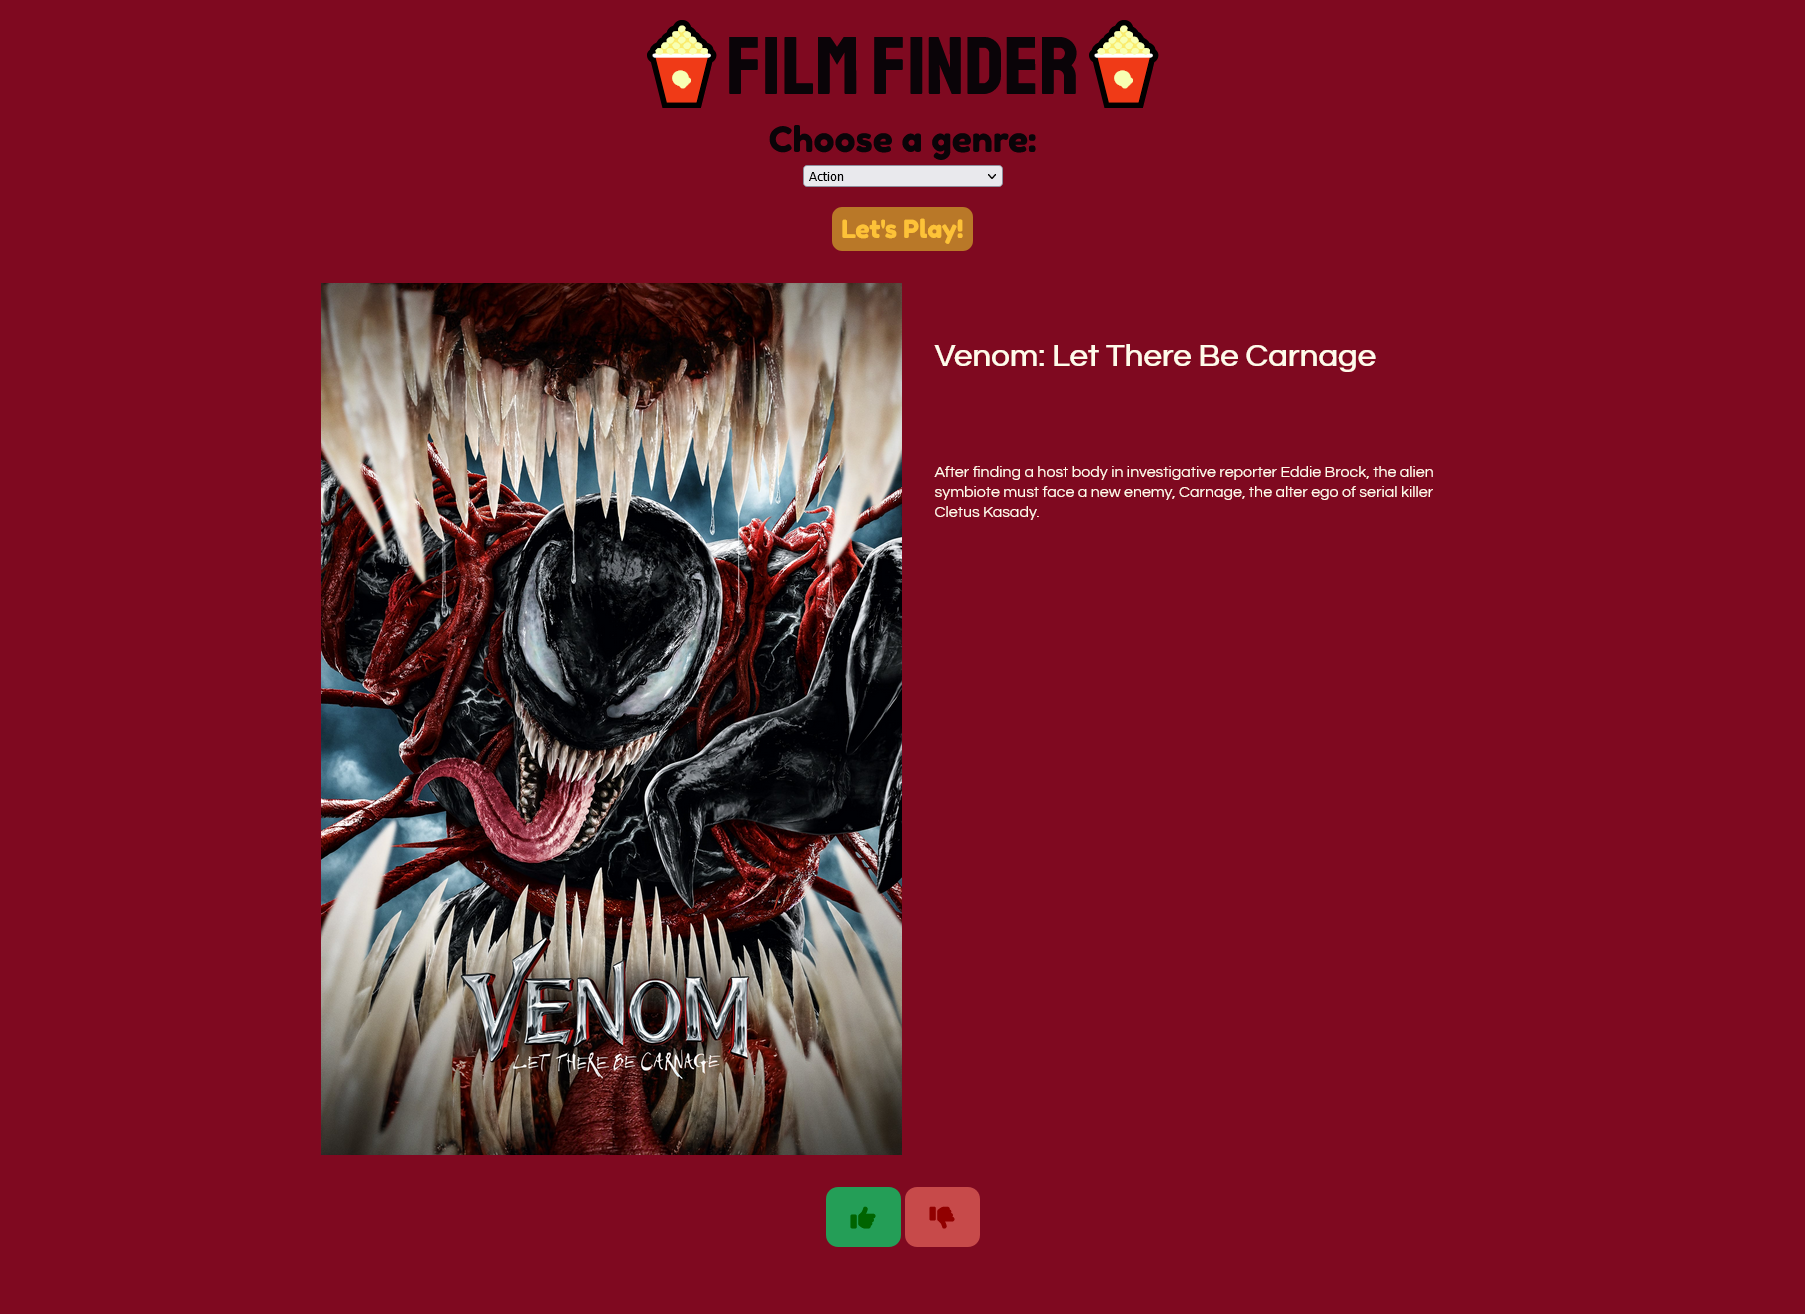 FILM FINDER
Choose a genre:
Action
Let's Play!
Venom: Let There Be Carnage
After finding a host body in investigative reporter Eddie Brock, the alien
symbiote must face a new enemy, Carnage, the alter ego of serial killer
Cletus Kasady.
VENOM
LET THERE BE CARNAGE